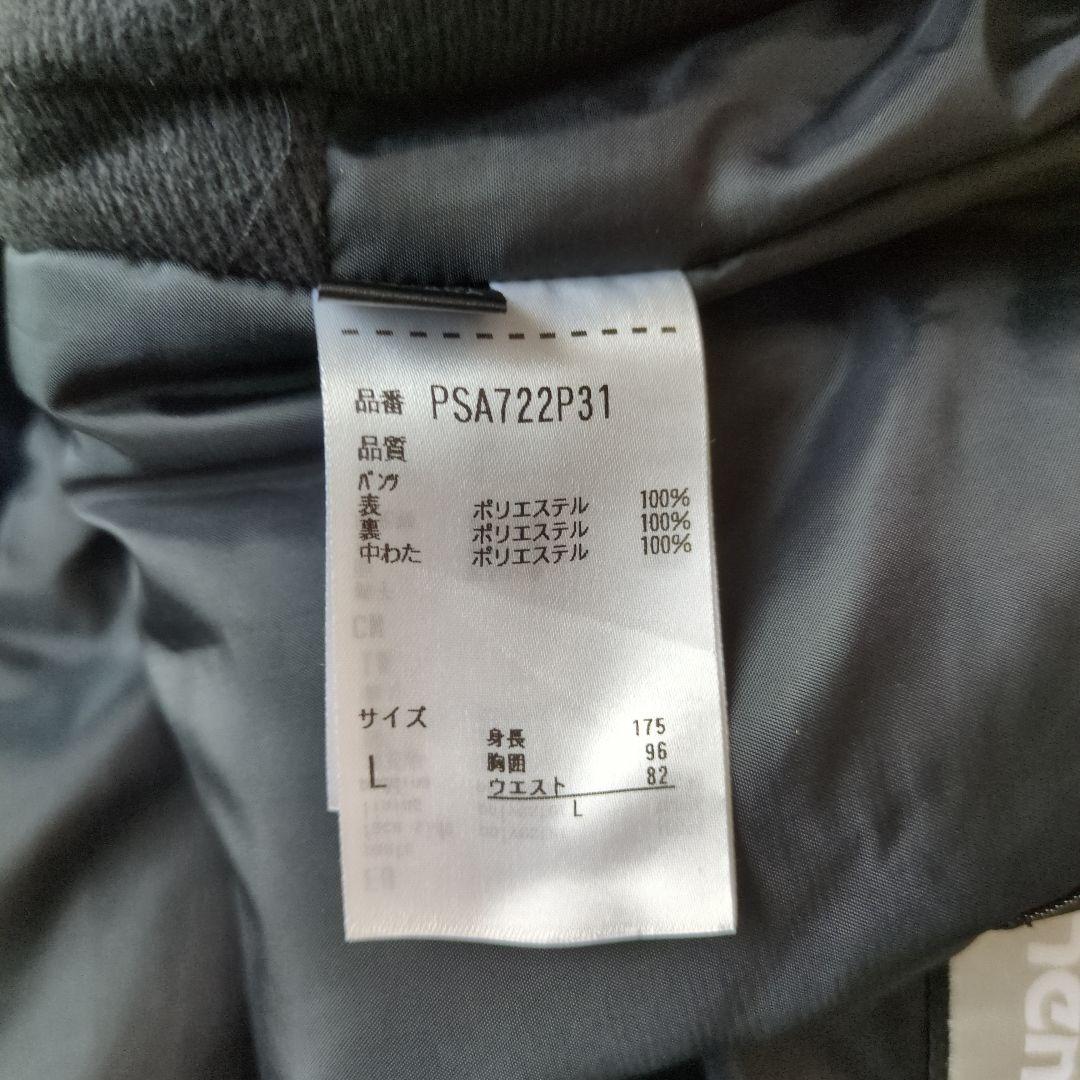 品番 PSA722P31
品質
パンツ
表 ポリエステル 100%
裏 ポリエステル 100%
中わた ポリエステル 100%
サイズ
L
身長 175
胸囲 96
ウエスト 82
L